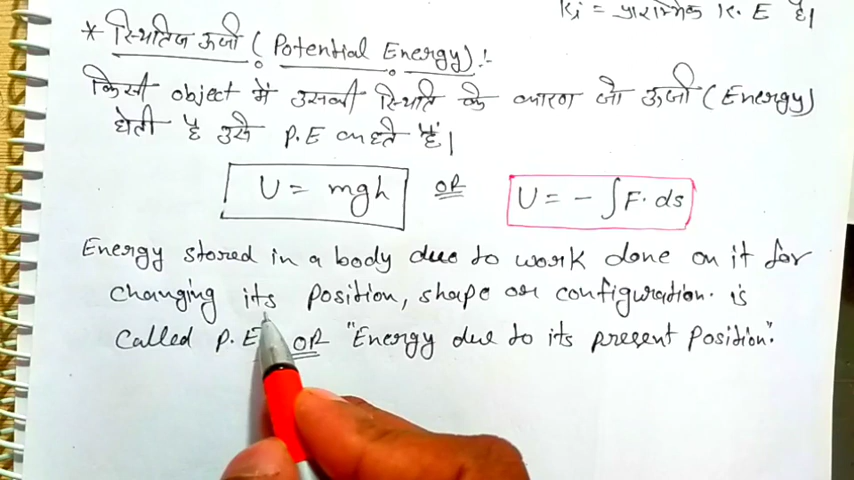 Ki = प्रारम्भिक K.E है।
* स्थितिज ऊर्जा ( Potential Energy) :-
किसी object में उसकी स्थिति के कारण जो ऊर्जा ( Energy)
होती है उसे P.E कहते हैं।
U = mgh OR U = - ∫F. ds
Energy stored in a body due to work done on it for
changing its position, shape or configuration. is
called P.E OR "Energy due to its present position".